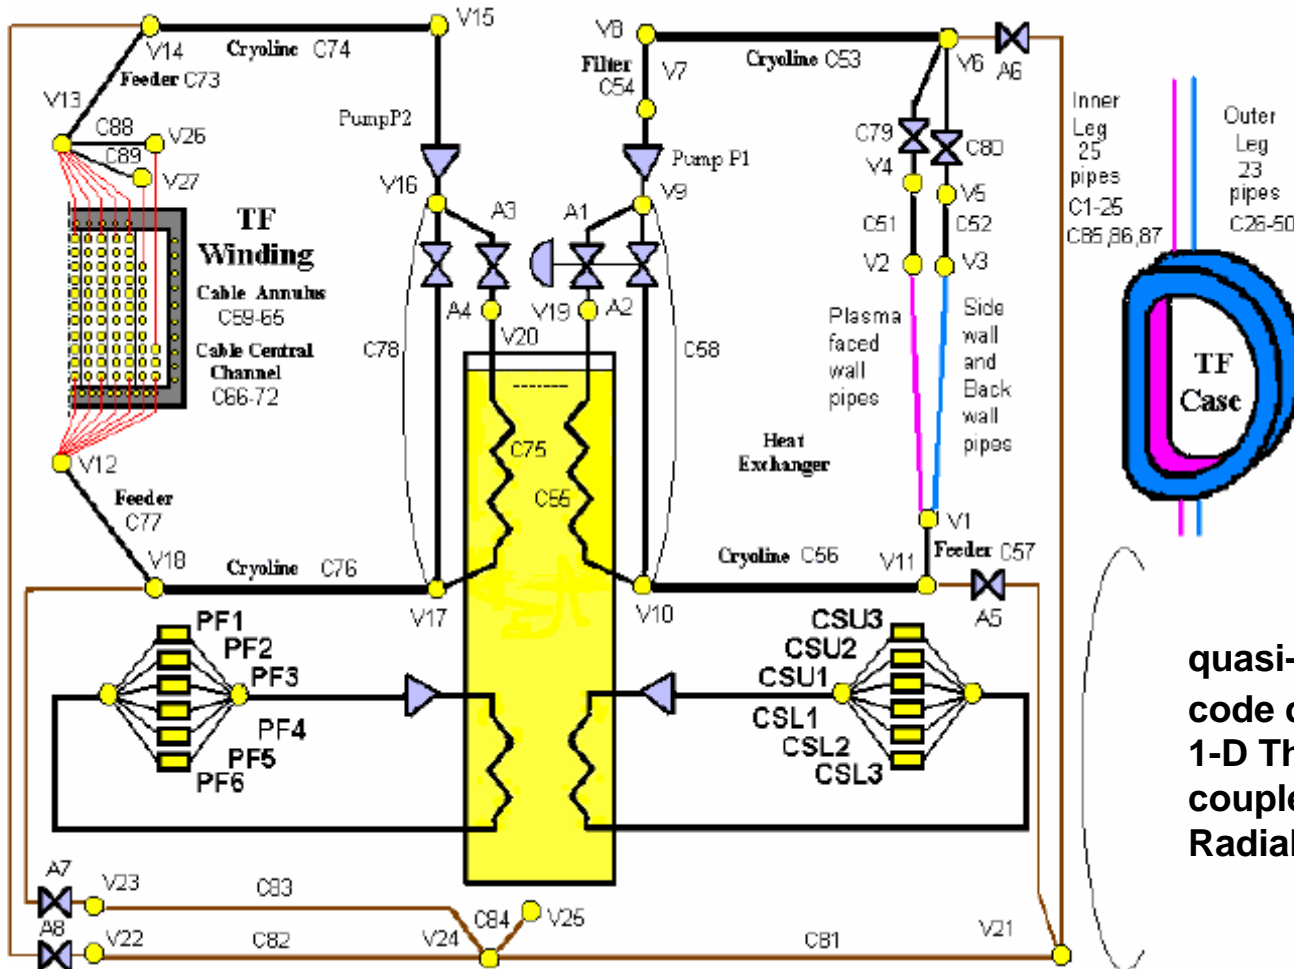 V14
Cryoline C74
V15
Feeder C73
V13
C88
V26
C89
V27
PumpP2
V16
TF
Winding
Cable Annulus
C59-65
Cable Central
Channel
C66-72
V12
Feeder
C77
V18
Cryoline C76
V17
C78
A3
A4
V20
C75
V8
V7
Filter
C54
Cryoline C53
V6
A6
Pump P1
V9
A1
V19
A2
C58
C55
V10
C79
C80
V4
V5
C51
C52
V2
V3
Plasma
faced
wall
pipes
Side
wall
and
Back
wall
pipes
Heat
Exchanger
V1
Cryoline C56
V11
Feeder C57
A5
Inner
Leg
25
pipes
C1-25
C85,86,87
Outer
Leg
23
pipes
C26-50
TF
Case
PF1
PF2
PF3
PF4
PF5
PF6
CSU3
CSU2
CSU1
CSL1
CSL2
CSL3
quasi-
code
1-D Th
couple
Radial
A7
V23
C83
A8
V22
C82
V24
C84
V25
C81
V21